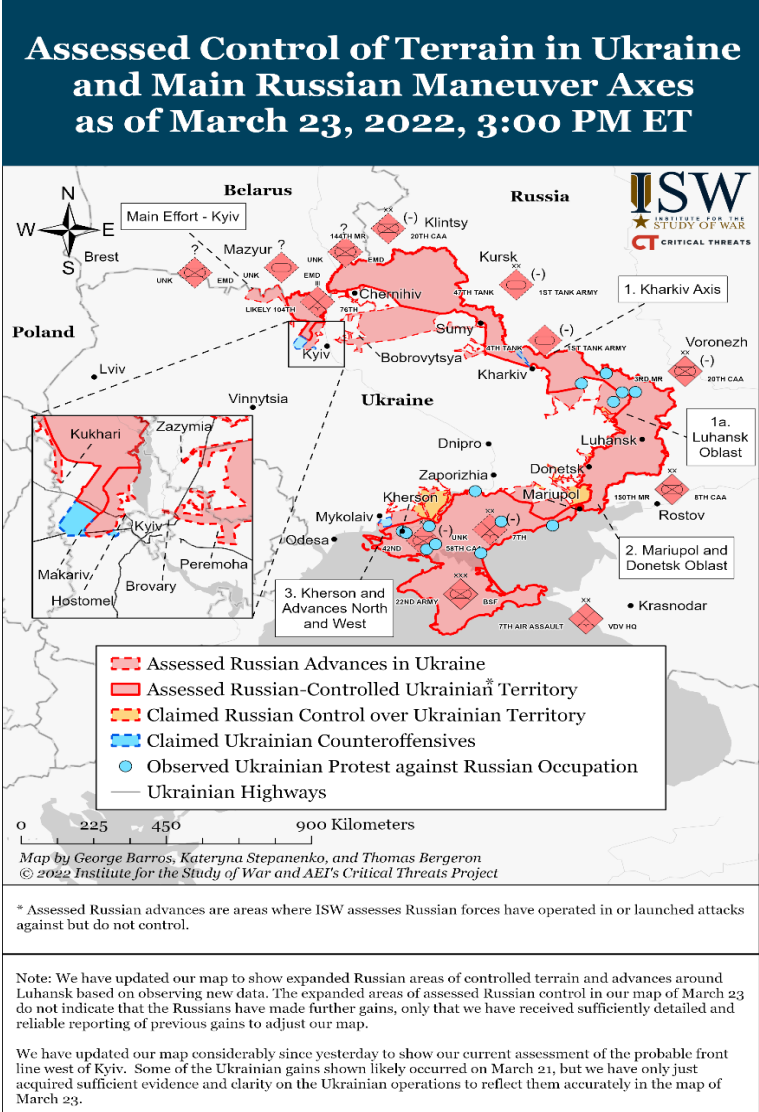 Assessed Control of Terrain in Ukraine
and Main Russian Maneuver Axes
as of March 23, 2022, 3:00 PM ET
N
W E
S
Belarus
Russia
ISW
INSTITUTE FOR THE
STUDY OF WAR
CT CRITICAL THREATS
Main Effort - Kyiv
?
144TH MR
XX
(-)
20TH CAA
Klintsy
Brest
Mazyur
?
?
UNK
EMD
UNK
EMD
UNK
EMD
III
LIKELY 104TH
76TH
Chernihiv
Kursk
XX
(-)
47TH TANK
1ST TANK ARMY
1. Kharkiv Axis
Poland
Sumy
(-)
4TH TANK
1ST TANK ARMY
Voronezh
XX
(-)
3RD MR
20TH CAA
Kyiv
Bobrovytsya
Lviv
Kharkiv
Vinnytsia
Ukraine
1a.
Luhansk
Oblast
Kukhari
Zazymia
Dnipro
Luhansk
Zaporizhia
Donetsk
XX
150TH MR
8TH CAA
Kherson
Mariupol
Rostov
Mykolaiv
Kyiv
Odesa
42ND
(-)
UNK
58TH CAA
XX
(-)
7TH
Peremoha
Makariv
Brovary
Hostomel
2. Mariupol and
Donetsk Oblast
3. Kherson and
Advances North
and West
XXX
22ND ARMY
BSF
XX
7TH AIR ASSAULT
VDV HQ
Krasnodar
Assessed Russian Advances in Ukraine
Assessed Russian-Controlled Ukrainian* Territory
Claimed Russian Control over Ukrainian Territory
Claimed Ukrainian Counteroffensives
Observed Ukrainian Protest against Russian Occupation
Ukrainian Highways
0 225 450 900 Kilometers
Map by George Barros, Kateryna Stepanenko, and Thomas Bergeron
© 2022 Institute for the Study of War and AEI's Critical Threats Project
* Assessed Russian advances are areas where ISW assesses Russian forces have operated in or launched attacks
against but do not control.
Note: We have updated our map to show expanded Russian areas of controlled terrain and advances around
Luhansk based on observing new data. The expanded areas of assessed Russian control in our map of March 23
do not indicate that the Russians have made further gains, only that we have received sufficiently detailed and
reliable reporting of previous gains to adjust our map.
We have updated our map considerably since yesterday to show our current assessment of the probable front
line west of Kyiv. Some of the Ukrainian gains shown likely occurred on March 21, but we have only just
acquired sufficient evidence and clarity on the Ukrainian operations to reflect them accurately in the map of
March 23.